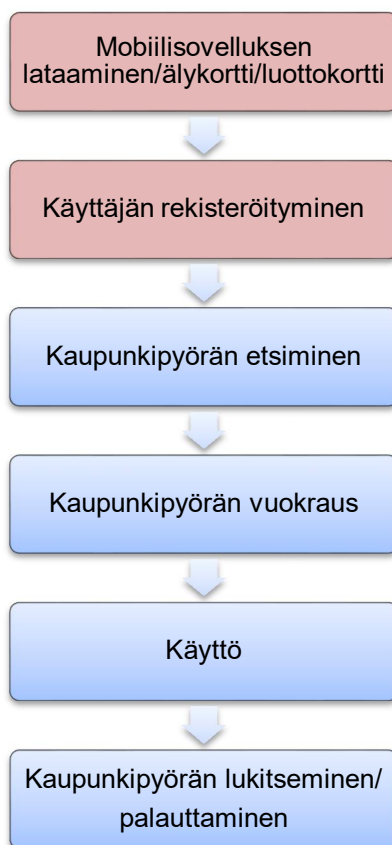 Mobiilisovelluksen
lataaminen/älykortti/luottokortti
Käyttäjän rekisteröityminen
Kaupunkipyörän etsiminen
Kaupunkipyörän vuokraus
Käyttö
Kaupunkipyörän lukitseminen/
palauttaminen